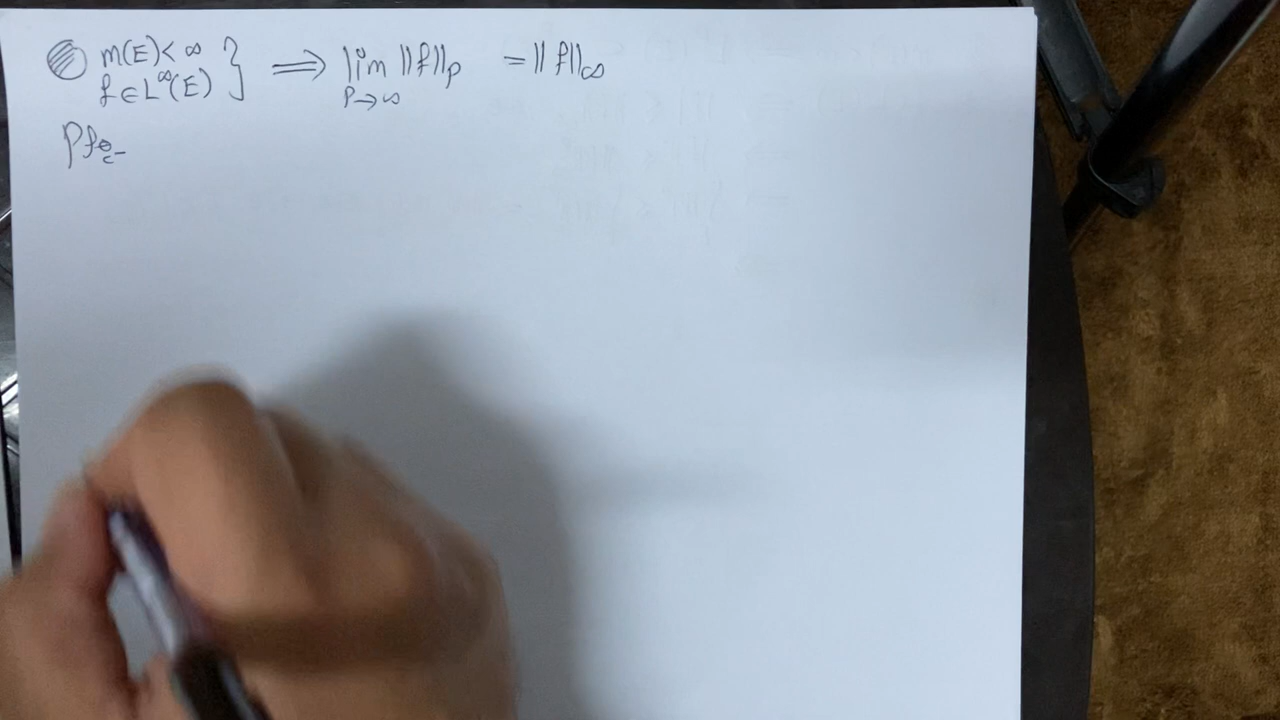 m(E) < ∞ } ⟹ lim ||f||p = ||f||∞
f ∈ L^∞(E) p→∞
Pf:-